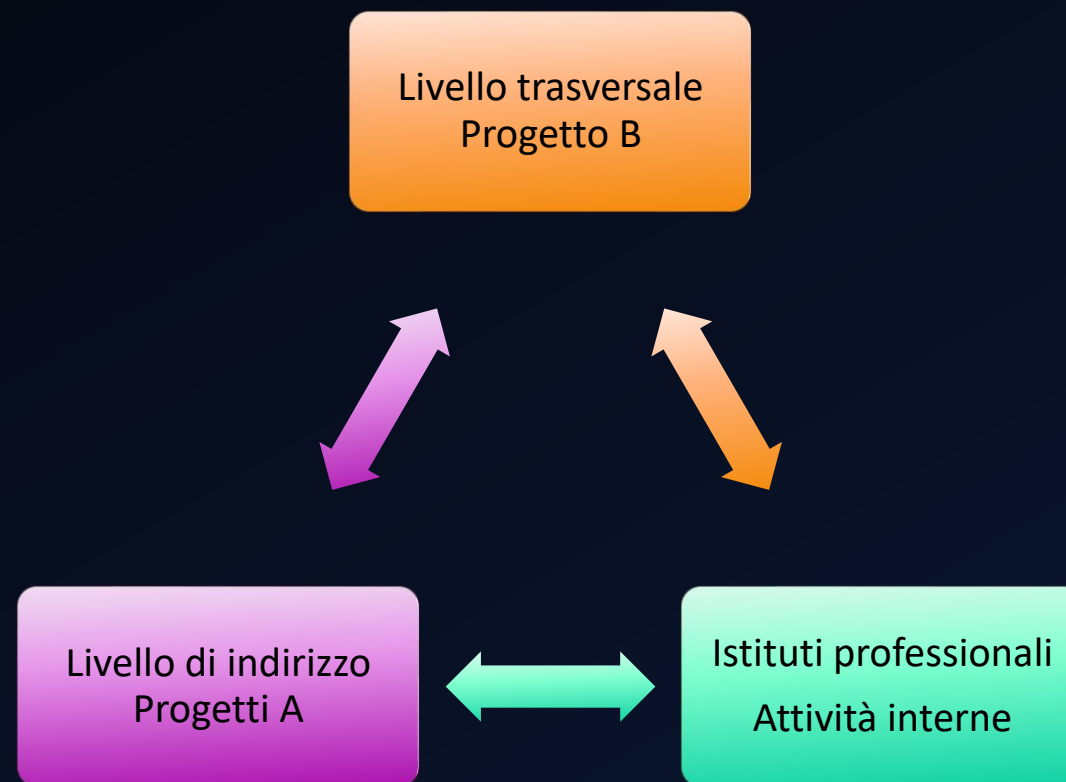 Livello trasversale
Progetto B
Livello di indirizzo
Progetti A
Istituti professionali
Attività interne